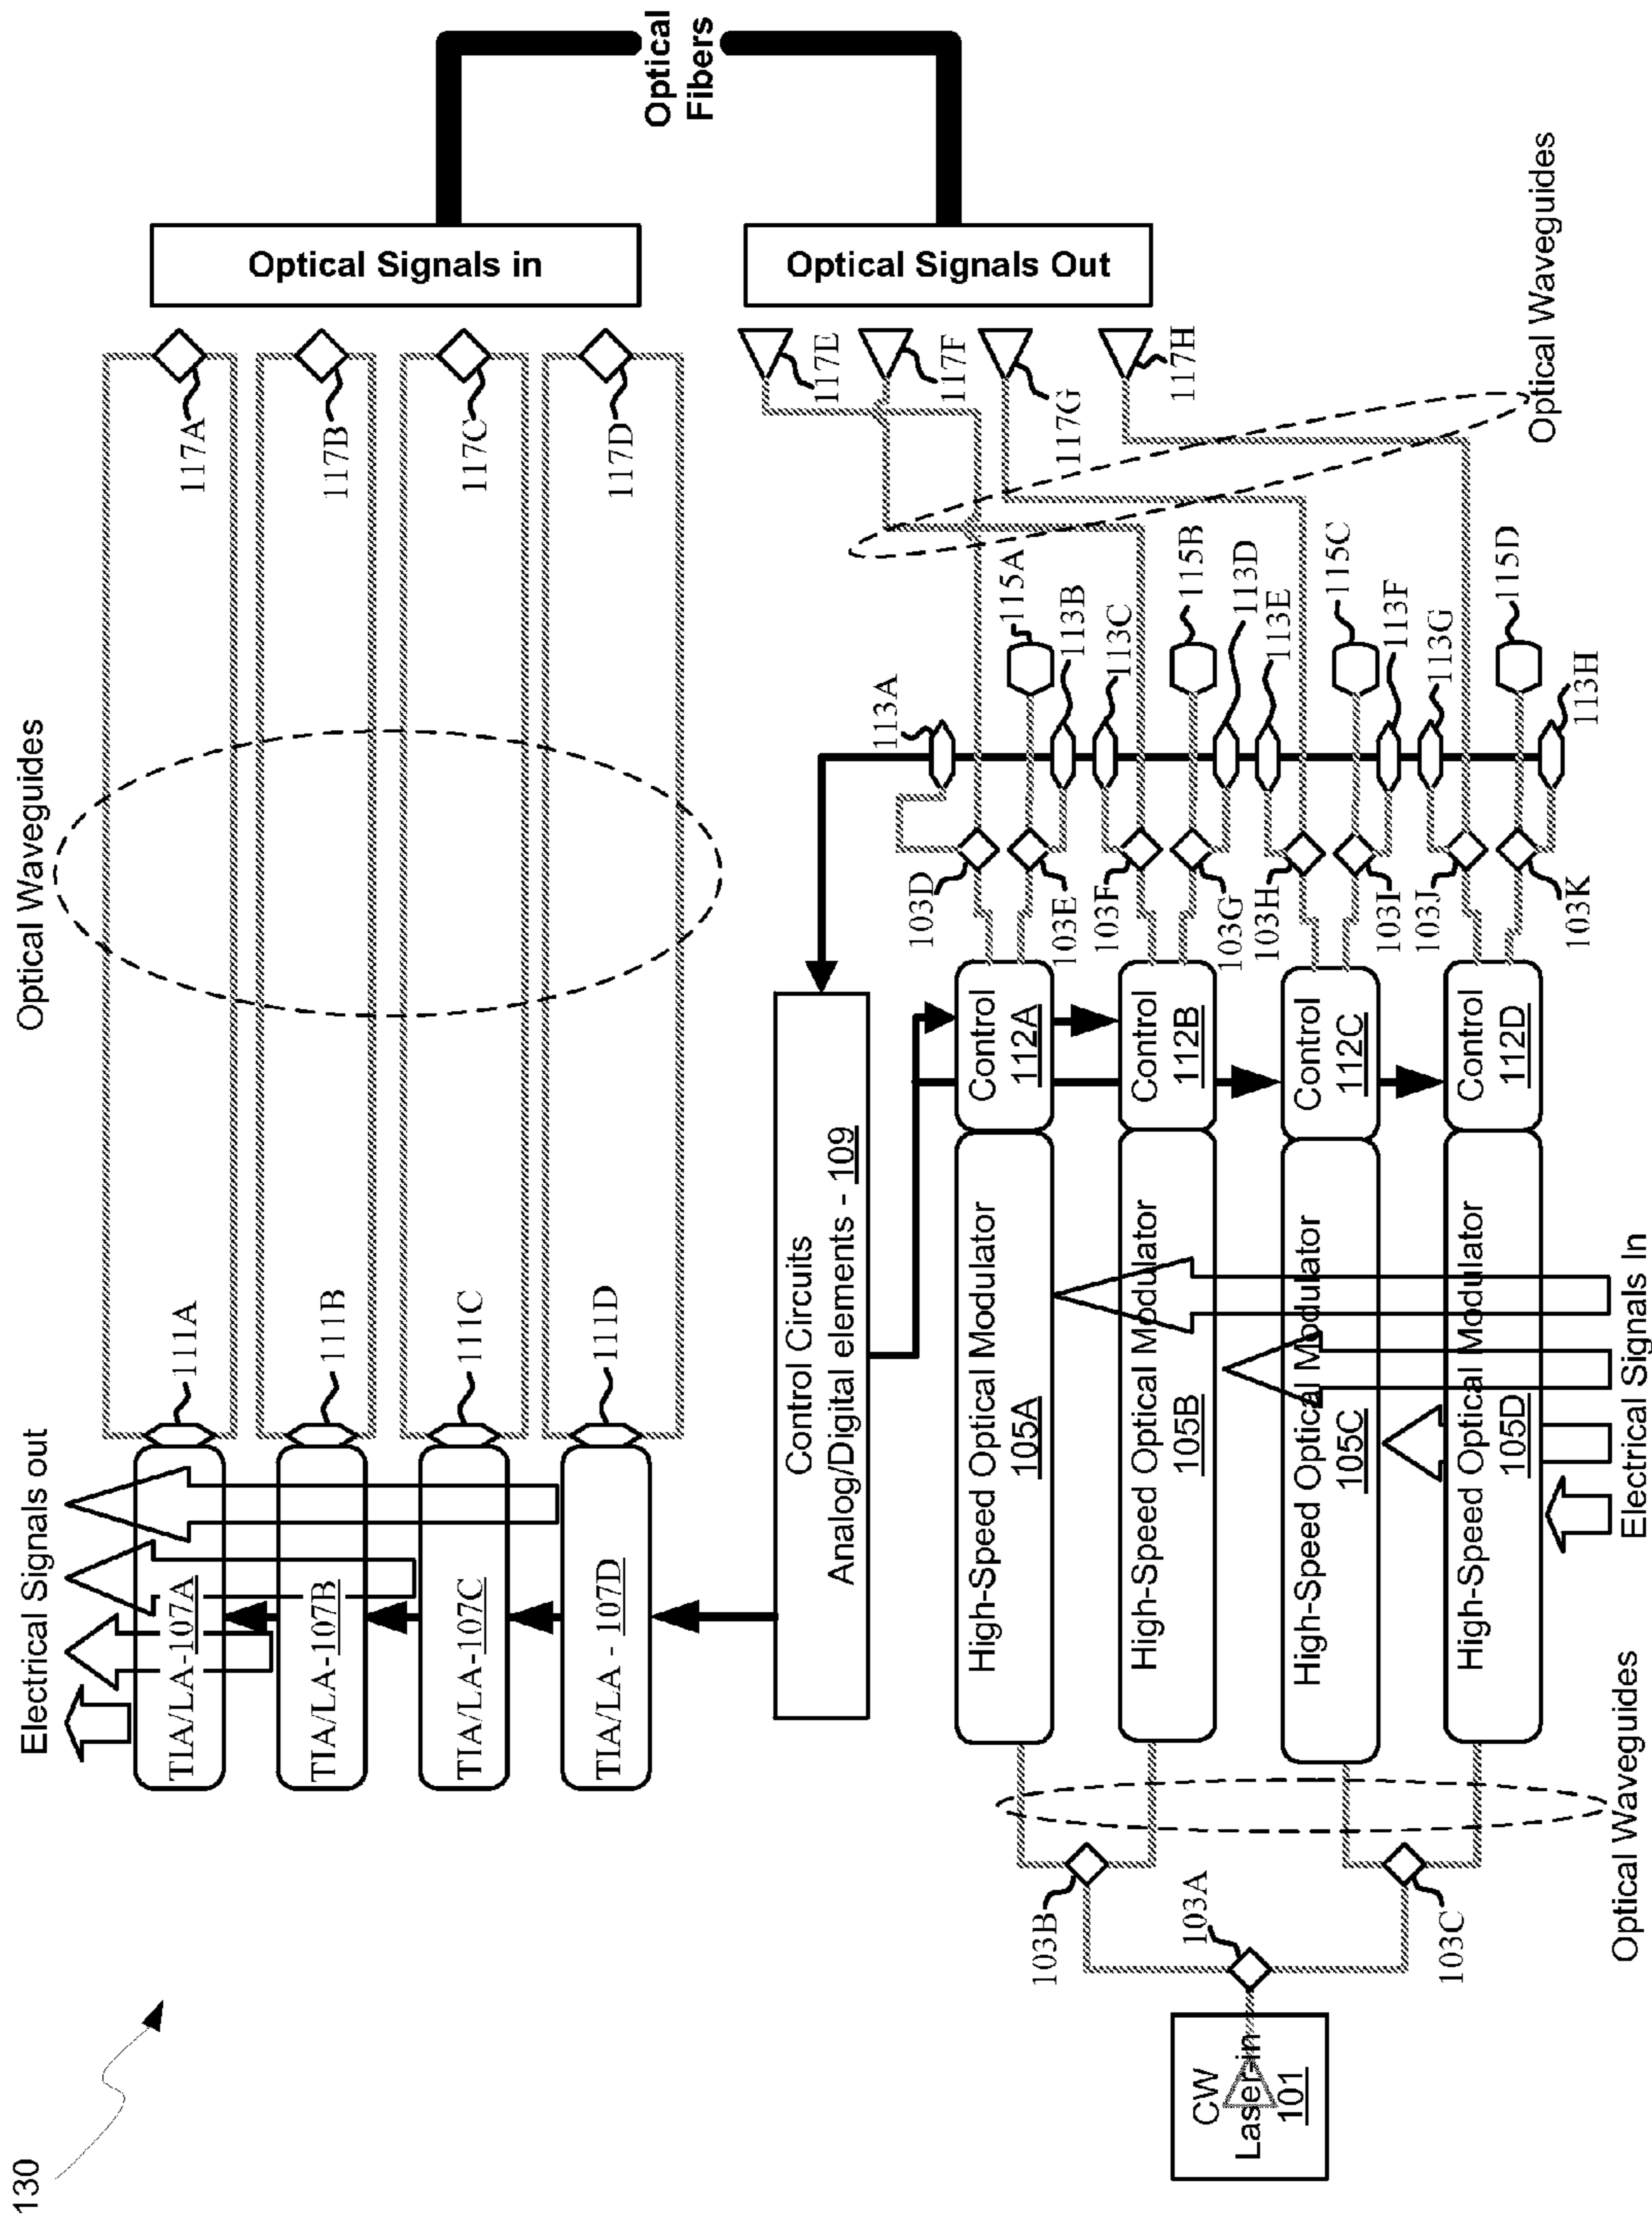 130
Electrical Signals out
Optical Waveguides
TIA/LA-107A
111A
117A
TIA/LA-107B
111B
117B
TIA/LA-107C
111C
117C
TIA/LA - 107D
111D
117D
Optical Signals in
Optical
Fibers
Control Circuits
Analog/Digital elements - 109
Optical Signals Out
117E
117F
117G
117H
113A
103D
115A
High-Speed Optical Modulator
105A
Control
112A
103E
113B
103B
113C
103F
High-Speed Optical Modulator
105B
Control
112B
115B
103G
113D
103A
CW
Laser-in
101
113E
103H
High-Speed Optical Modulator
105C
Control
112C
115C
103I
113F
103C
113G
103J
High-Speed Optical Modulator
105D
Control
112D
115D
103K
113H
Optical Waveguides
Electrical Signals In
Optical Waveguides